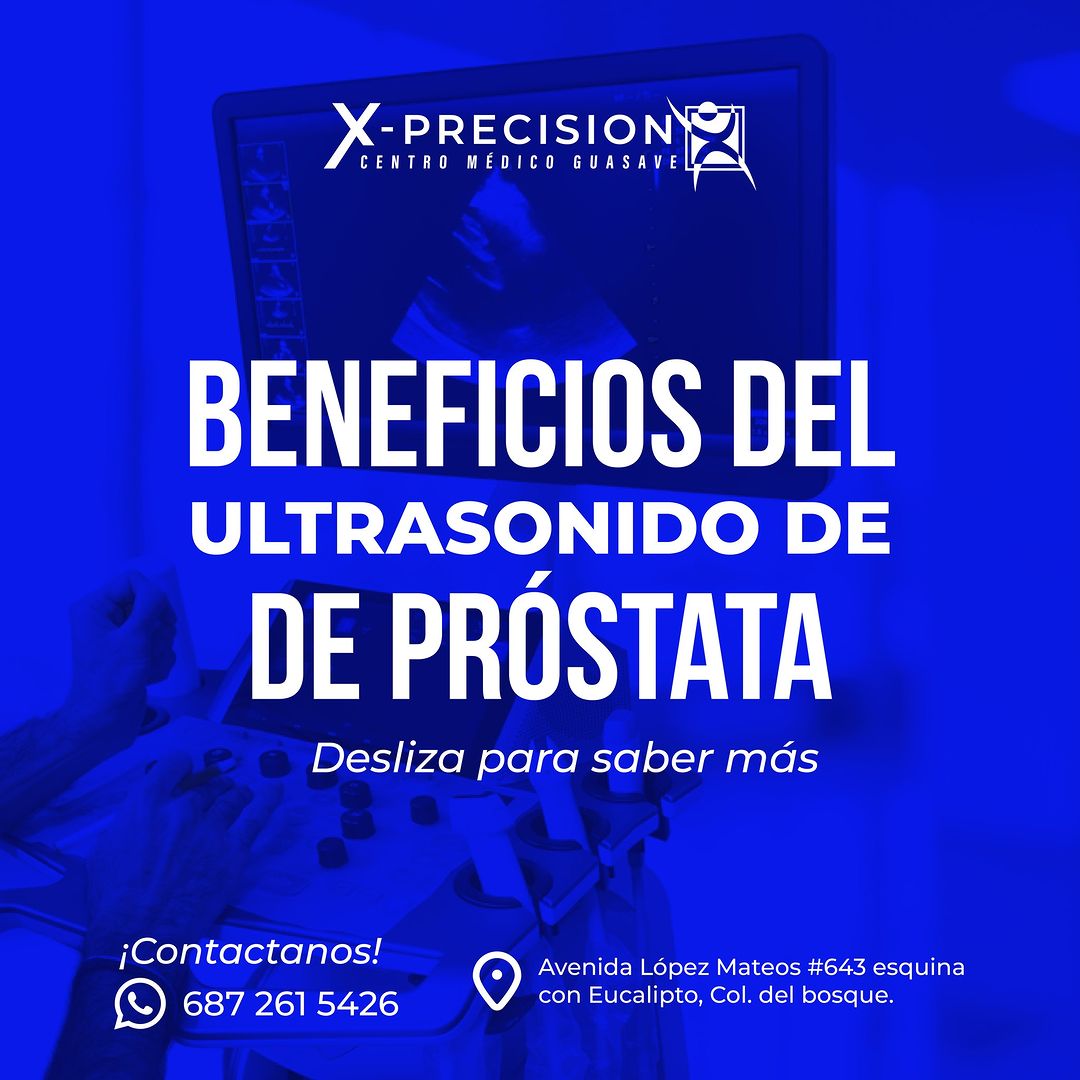 X-PRECISION
CENTRO MÉDICO GUASAVE
BENEFICIOS DEL
ULTRASONIDO DE
DE PRÓSTATA
Desliza para saber más
¡Contactanos!
687 261 5426
Avenida López Mateos #643 esquina
con Eucalipto, Col. del bosque.